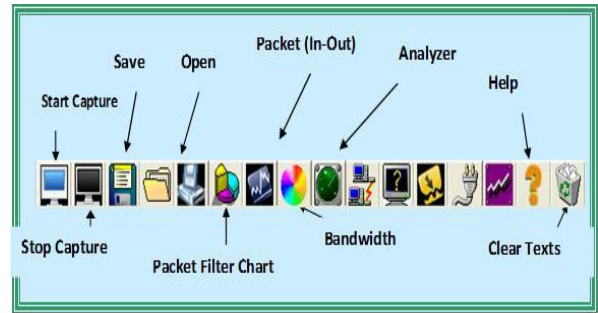 Packet (In-Out)
Analyzer
Save
Open
Help
Start Capture
Stop Capture
Packet Filter Chart
Bandwidth
Clear Texts